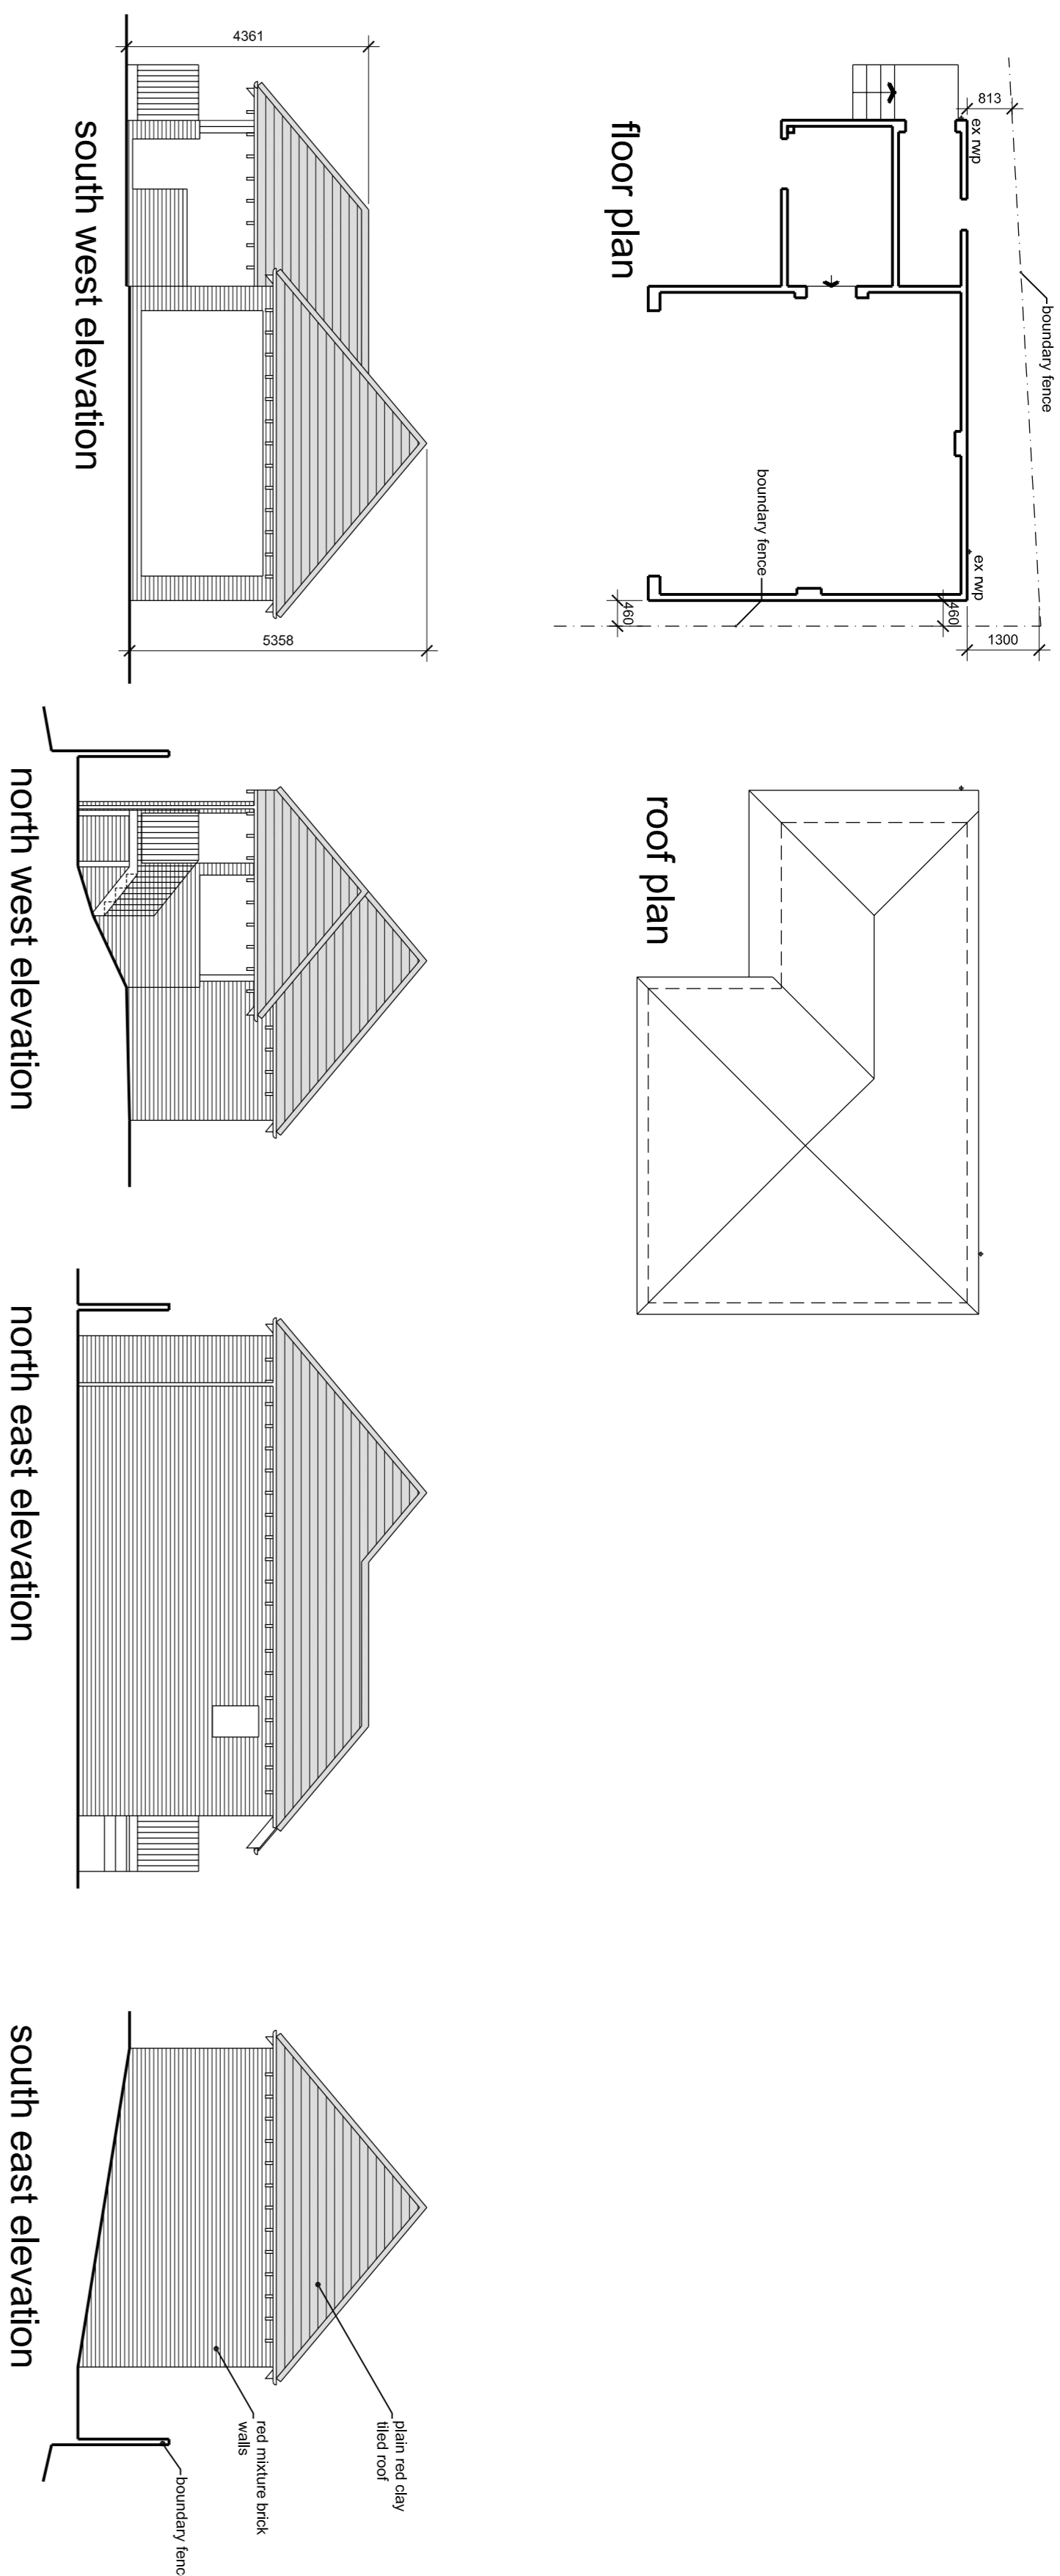 813
ex rwp
boundary fence
ex rwp
boundary fence
460
460
1300
floor plan
roof plan
4361
5358
south west elevation
north west elevation
north east elevation
plain red clay
tiled roof
red mixture brick
walls
boundary fenc
south east elevation